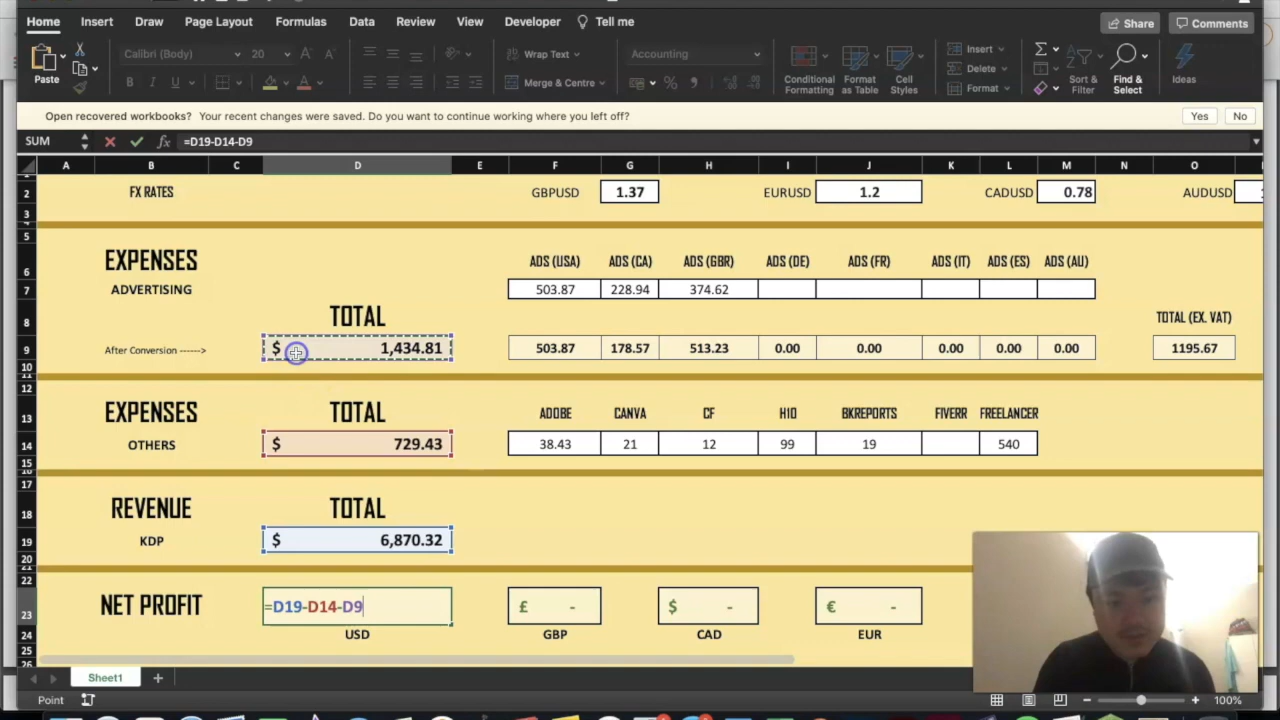 Home Insert Draw Page Layout Formulas Data Review View Developer Tell me Share Comments
Calibri (Body) 20 A A Wrap Text Accounting Insert
Paste B I U A Merge & Centre % Conditional Formatting Format as Table Cell Styles Delete Format Sort & Filter Find & Select Ideas
Open recovered workbooks? Your recent changes were saved. Do you want to continue working where you left off? Yes No
SUM fx =D19-D14-D9
A B C D E F G H I J K L M N O
2 FX RATES GBPUSD 1.37 EURUSD 1.2 CADUSD 0.78 AUDUSD
3
5
6 EXPENSES ADS (USA) ADS (CA) ADS (GBR) ADS (DE) ADS (FR) ADS (IT) ADS (ES) ADS (AU)
7 ADVERTISING 503.87 228.94 374.62
8 TOTAL TOTAL (EX. VAT)
9 After Conversion ------> $ 1,434.81 503.87 178.57 513.23 0.00 0.00 0.00 0.00 0.00 1195.67
10
12
13 EXPENSES TOTAL ADOBE CANVA CF H10 BKREPORTS FIVERR FREELANCER
14 OTHERS $ 729.43 38.43 21 12 99 19 540
15
17
18 REVENUE TOTAL
19 KDP $ 6,870.32
20
22
23 NET PROFIT =D19-D14-D9 £ - $ - € -
24 USD GBP CAD EUR
25
26
Sheet1 +
Point 100%